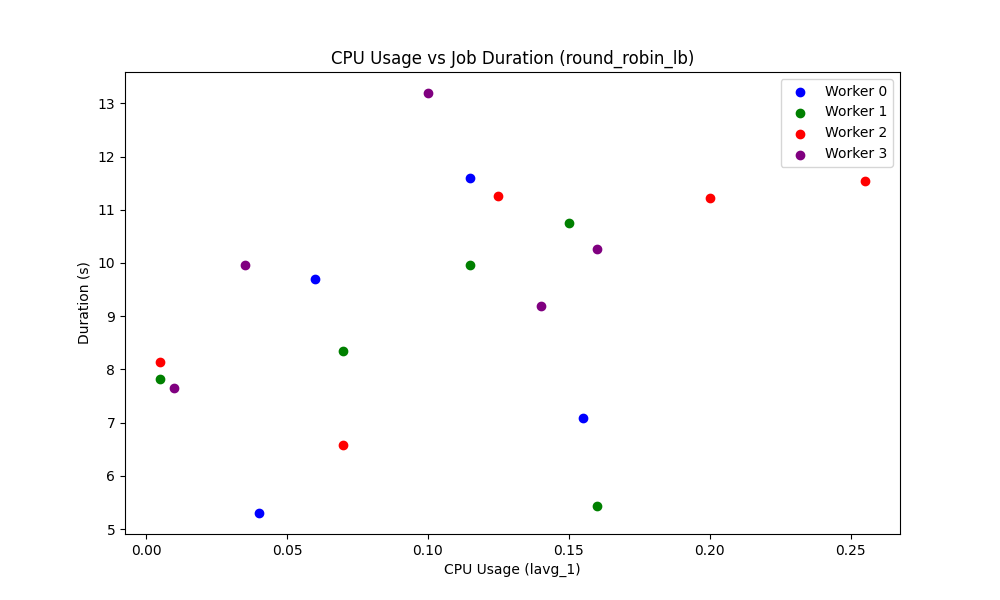 CPU Usage vs Job Duration (round_robin_lb)
Worker 0
Worker 1
Worker 2
Worker 3
Duration (s)
13
12
11
10
9
8
7
6
5
0.00 0.05 0.10 0.15 0.20 0.25
CPU Usage (lavg_1)